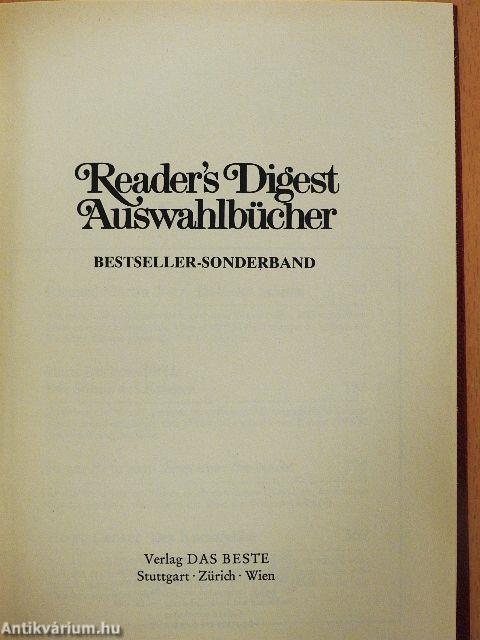 Reader's Digest
Auswahlbücher
BESTSELLER-SONDERBAND
Verlag DAS BESTE
Stuttgart · Zürich · Wien
Antikvárium.hu